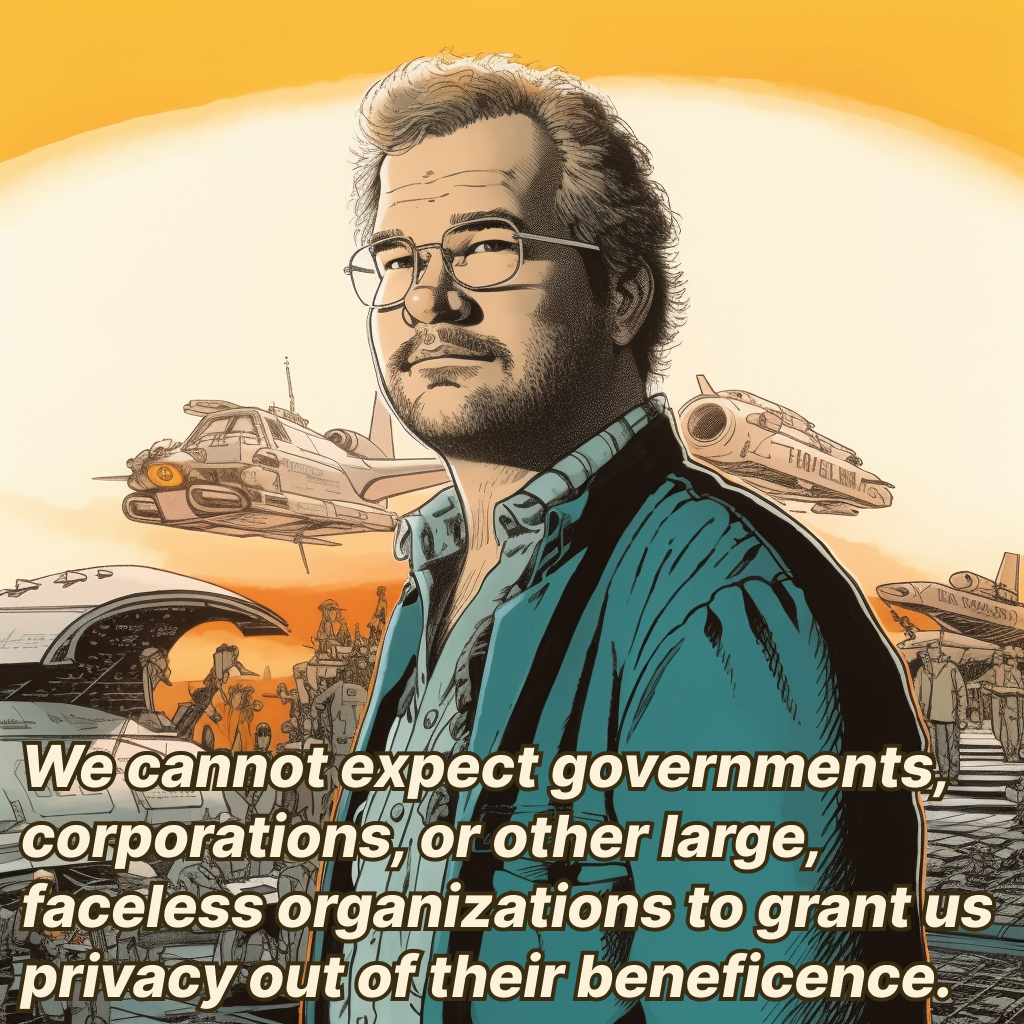 We cannot expect governments,
corporations, or other large,
faceless organizations to grant us
privacy out of their beneficence.